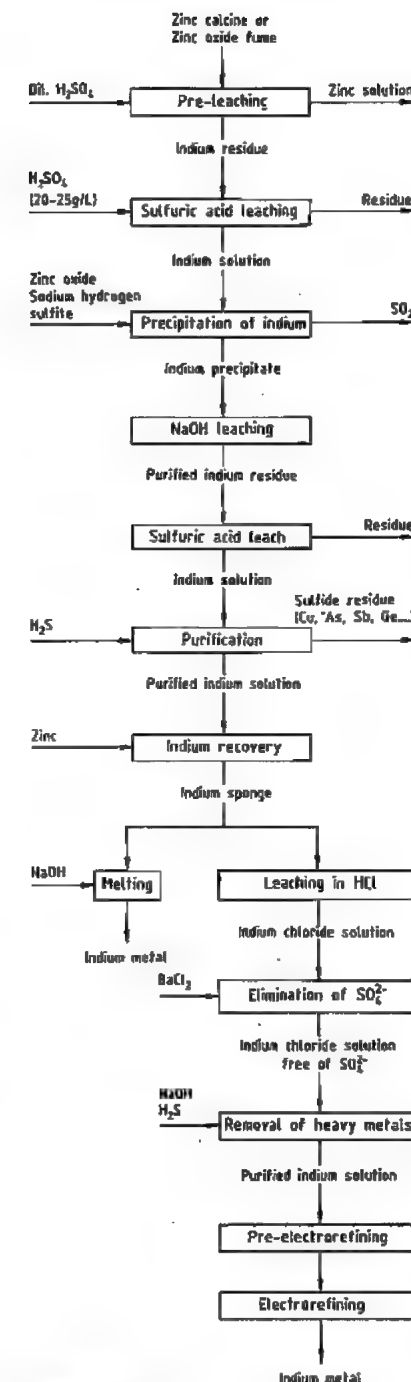 Zinc calcine or
Zinc oxide fume
Dil. H₂SO₄
Pre-leaching
Zinc solution
Indium residue
H₂SO₄
(20-25g/L)
Sulfuric acid leaching
Residue
Indium solution
Zinc oxide
Sodium hydrogen
sulfite
Precipitation of indium
SO₂
Indium precipitate
NaOH leaching
Purified indium residue
Sulfuric acid leach
Residue
Indium solution
Sulfide residue
(Cu, As, Sb, Ge...)
H₂S
Purification
Purified indium solution
Zinc
Indium recovery
Indium sponge
NaOH
Melting
Leaching in HCl
Indium metal
Indium chloride solution
BaCl₂
Elimination of SO₄²⁻
Indium chloride solution
free of SO₄²⁻
NaOH
H₂S
Removal of heavy metals
Purified indium solution
Pre-electrorefining
Electrorefining
Indium metal